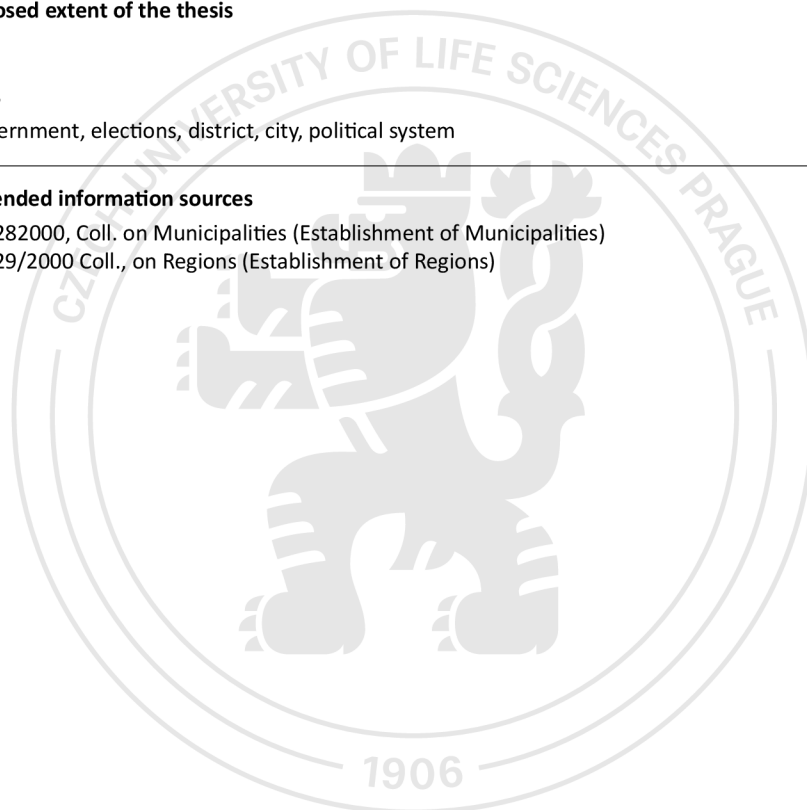 osed extent of the thesis
ernment, elections, district, city, political system
ended information sources
282000, Coll. on Municipalities (Establishment of Municipalities)
29/2000 Coll., on Regions (Establishment of Regions)
CZECH UNIVERSITY OF LIFE SCIENCES PRAGUE
1906